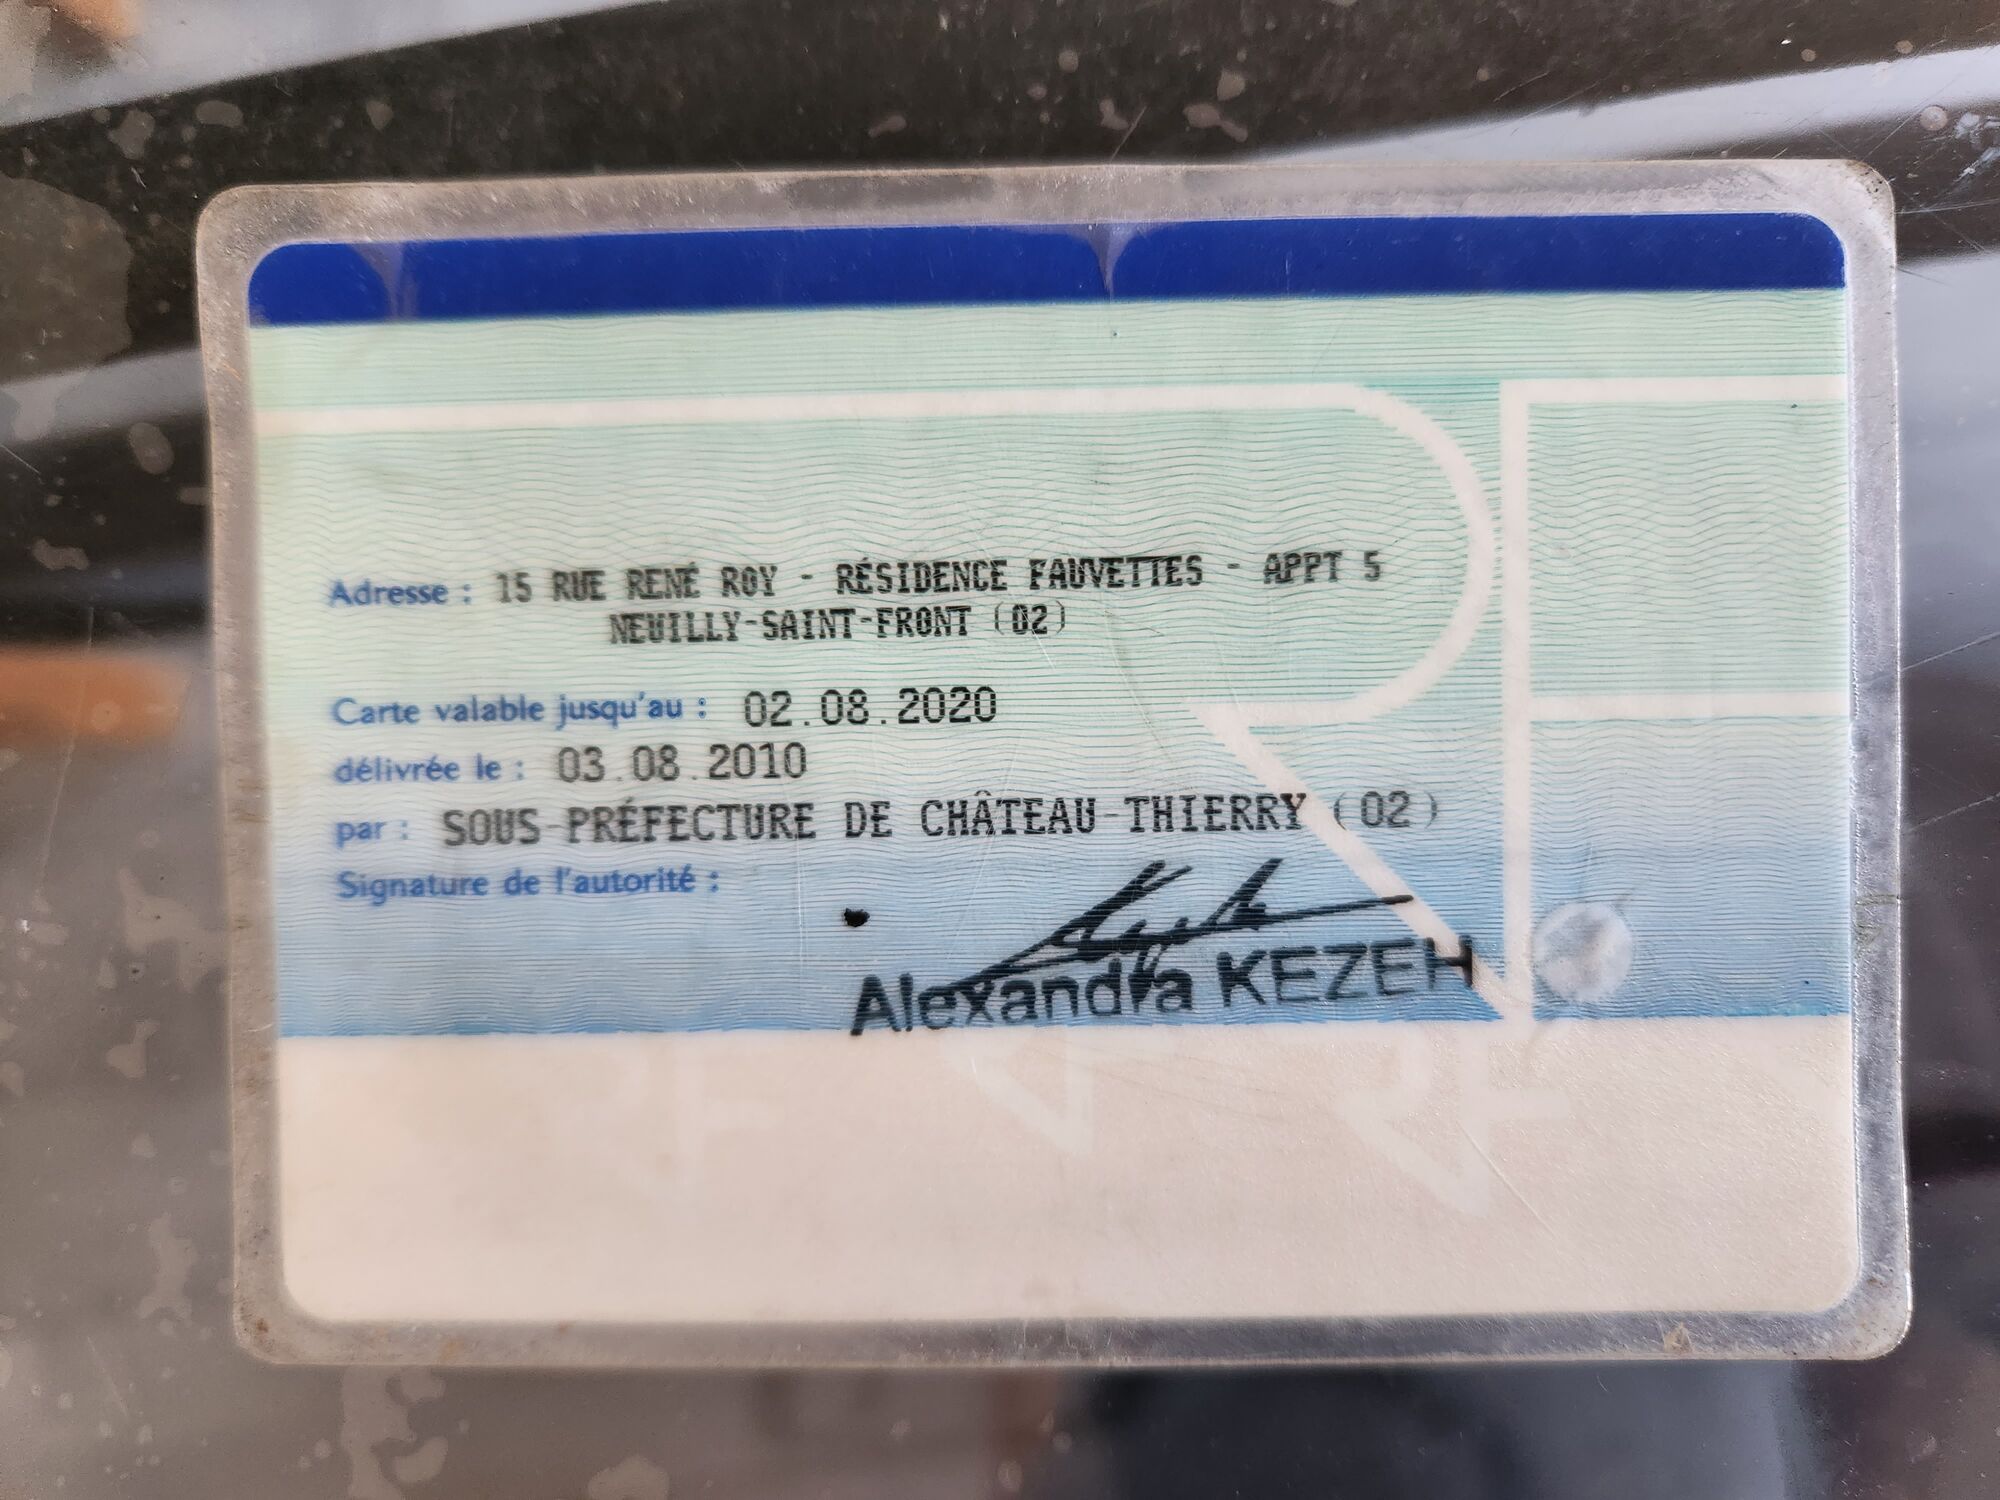 Adresse : 15 RUE RENÉ ROY - RÉSIDENCE FAUVETTES - APPT 5
NEUILLY-SAINT-FRONT (02)
Carte valable jusqu'au : 02.08.2020
délivrée le : 03.08.2010
par : SOUS-PRÉFECTURE DE CHÂTEAU-THIERRY (02)
Signature de l'autorité :
Alexandra KEZEH
RF